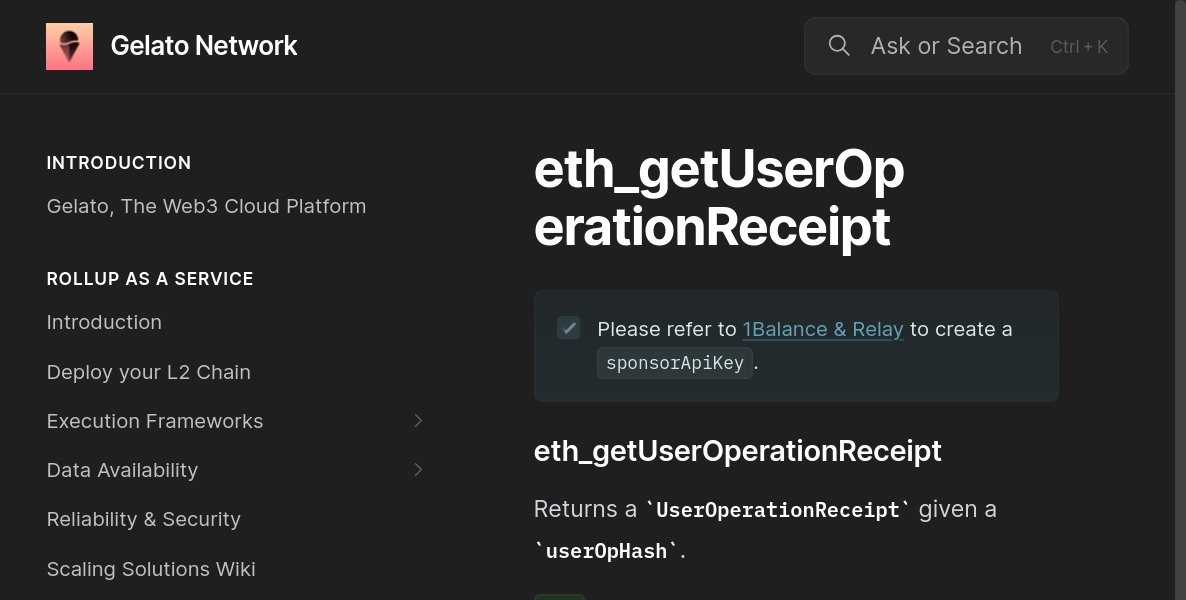 Gelato Network
Ask or Search Ctrl + K
INTRODUCTION
Gelato, The Web3 Cloud Platform
ROLLUP AS A SERVICE
Introduction
Deploy your L2 Chain
Execution Frameworks
Data Availability
Reliability & Security
Scaling Solutions Wiki
eth_getUserOp
erationReceipt
Please refer to 1Balance & Relay to create a
sponsorApiKey.
eth_getUserOperationReceipt
Returns a `UserOperationReceipt` given a
`userOpHash`.